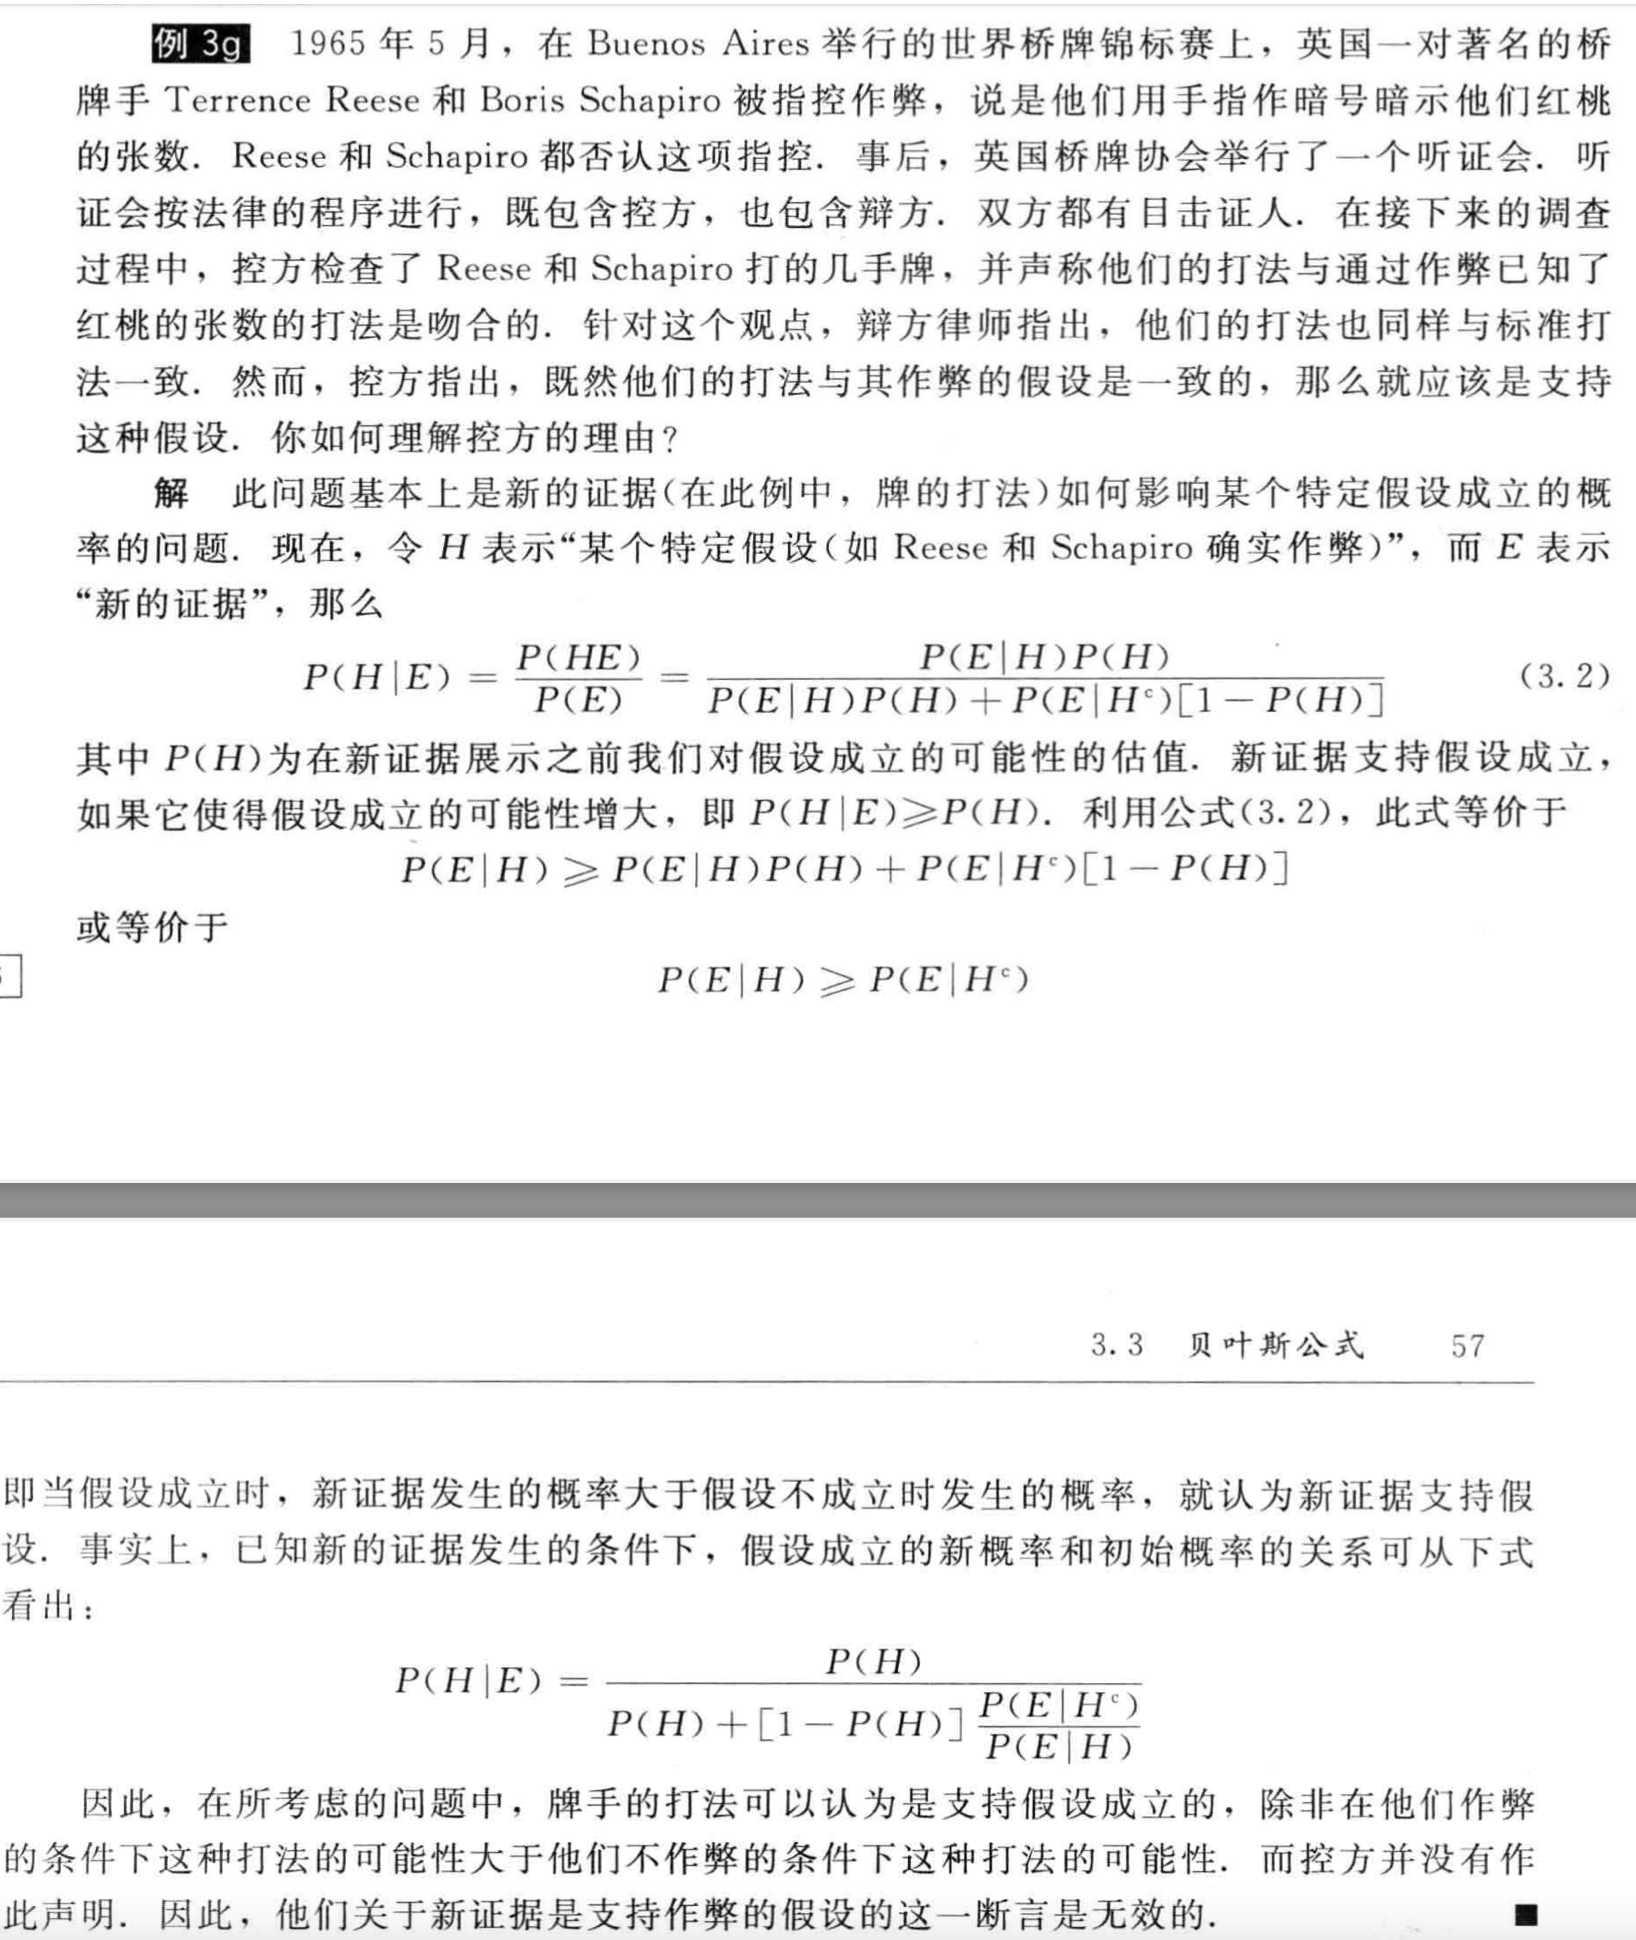 例 3g 1965 年 5 月，在 Buenos Aires 举行的世界桥牌锦标赛上，英国一对著名的桥
牌手 Terrence Reese 和 Boris Schapiro 被指控作弊，说是他们用手指作暗号暗示他们红桃
的张数．Reese 和 Schapiro 都否认这项指控．事后，英国桥牌协会举行了一个听证会．听
证会按法律的程序进行，既包含控方，也包含辩方．双方都有目击证人．在接下来的调查
过程中，控方检查了 Reese 和 Schapiro 打的几手牌，并声称他们的打法与通过作弊已知了
红桃的张数的打法是吻合的．针对这个观点，辩方律师指出，他们的打法也同样与标准打
法一致．然而，控方指出，既然他们的打法与其作弊的假设是一致的，那么就应该是支持
这种假设．你如何理解控方的理由？
解 此问题基本上是新的证据(在此例中，牌的打法)如何影响某个特定假设成立的概
率的问题．现在，令 H 表示“某个特定假设(如 Reese 和 Schapiro 确实作弊)”，而 E 表示
“新的证据”，那么
P(H|E) = P(HE)/P(E) = P(E|H)P(H)/(P(E|H)P(H)+P(E|Hᶜ)[1−P(H)]) (3.2)
其中 P(H)为在新证据展示之前我们对假设成立的可能性的估值．新证据支持假设成立，
如果它使得假设成立的可能性增大，即 P(H|E)⩾P(H)．利用公式(3.2)，此式等价于
P(E|H) ⩾ P(E|H)P(H)+P(E|Hᶜ)[1−P(H)]
或等价于
P(E|H) ⩾ P(E|Hᶜ)
3.3 贝叶斯公式 57
即当假设成立时，新证据发生的概率大于假设不成立时发生的概率，就认为新证据支持假
设．事实上，已知新的证据发生的条件下，假设成立的新概率和初始概率的关系可从下式
看出：
P(H|E) = P(H)/(P(H)+[1−P(H)] P(E|Hᶜ)/P(E|H))
因此，在所考虑的问题中，牌手的打法可以认为是支持假设成立的，除非在他们作弊
的条件下这种打法的可能性大于他们不作弊的条件下这种打法的可能性．而控方并没有作
此声明．因此，他们关于新证据是支持作弊的假设的这一断言是无效的．